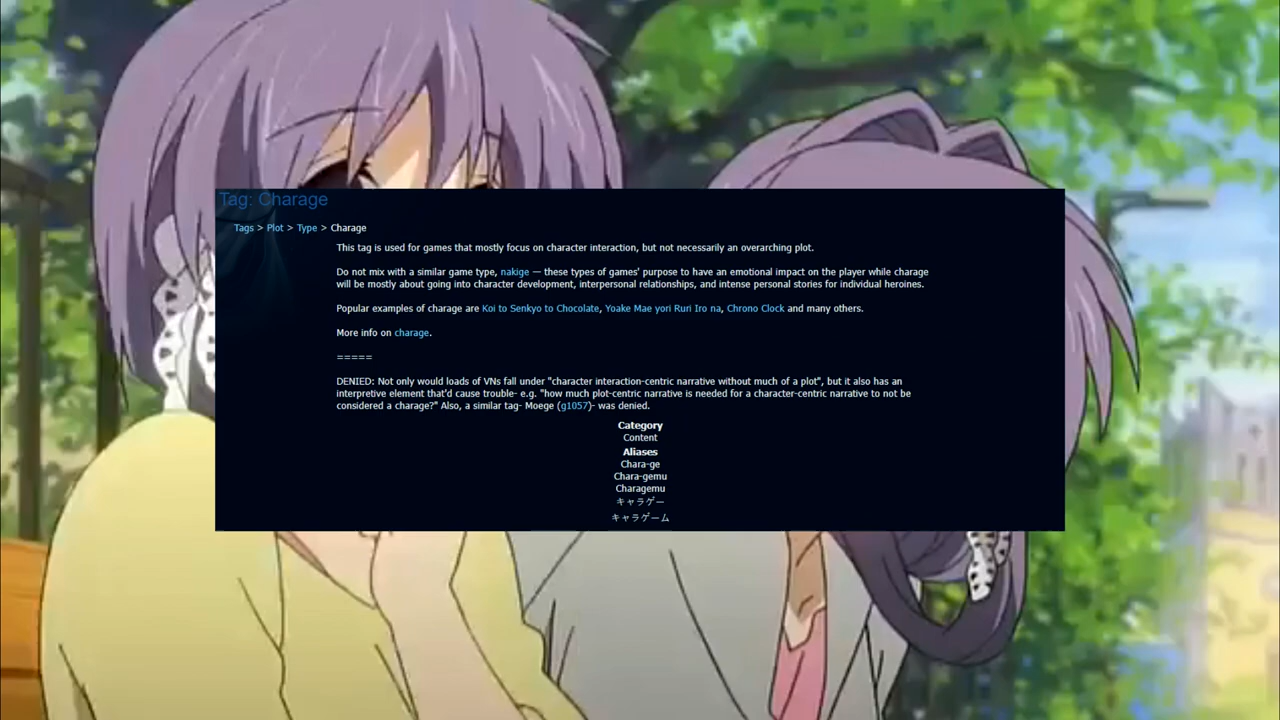 Tag: Charage
Tags > Plot > Type > Charage
This tag is used for games that mostly focus on character interaction, but not necessarily an overarching plot.
Do not mix with a similar game type, nakige — these types of games' purpose to have an emotional impact on the player while charage
will be mostly about going into character development, interpersonal relationships, and intense personal stories for individual heroines.
Popular examples of charage are Koi to Senkyo to Chocolate, Yoake Mae yori Ruri Iro na, Chrono Clock and many others.
More info on charage.
=====
DENIED: Not only would loads of VNs fall under "character interaction-centric narrative without much of a plot", but it also has an
interpretive element that'd cause trouble- e.g. "how much plot-centric narrative is needed for a character-centric narrative to not be
considered a charage?" Also, a similar tag- Moege (g1057)- was denied.
Category
Content
Aliases
Chara-ge
Chara-gemu
Charagemu
キャラゲー
キャラゲーム